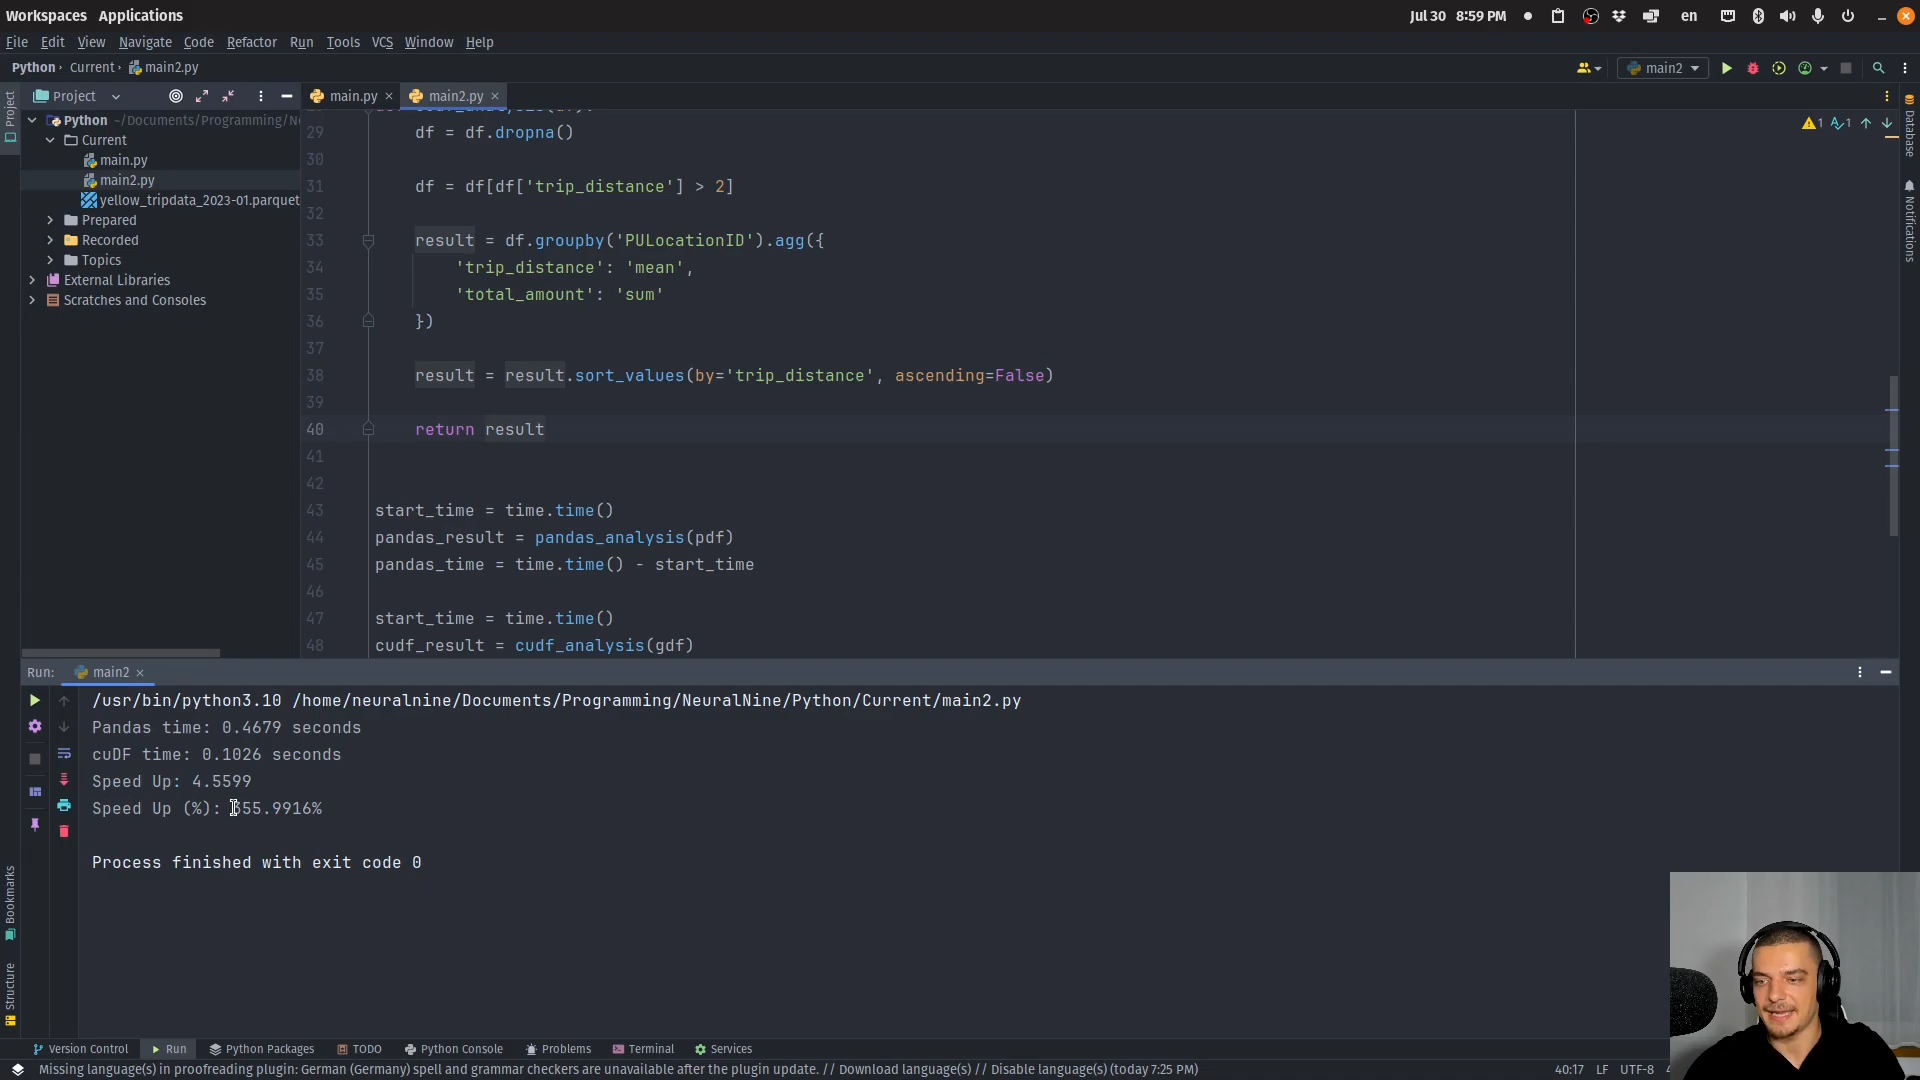 Workspaces Applications
Jul 30 8:59 PM
en
File Edit View Navigate Code Refactor Run Tools VCS Window Help
Python Current main2.py
main2
Project
main.py
main2.py
Project
Python ~/Documents/Programming/N
Current
main.py
main2.py
yellow_tripdata_2023-01.parquet
Prepared
Recorded
Topics
External Libraries
Scratches and Consoles
29 df = df.dropna()
30
31 df = df[df['trip_distance'] > 2]
32
33 result = df.groupby('PULocationID').agg({
34 'trip_distance': 'mean',
35 'total_amount': 'sum'
36 })
37
38 result = result.sort_values(by='trip_distance', ascending=False)
39
40 return result
41
42
43 start_time = time.time()
44 pandas_result = pandas_analysis(pdf)
45 pandas_time = time.time() - start_time
46
47 start_time = time.time()
48 cudf_result = cudf_analysis(gdf)
1 1
Database
Notifications
Run: main2
/usr/bin/python3.10 /home/neuralnine/Documents/Programming/NeuralNine/Python/Current/main2.py
Pandas time: 0.4679 seconds
cuDF time: 0.1026 seconds
Speed Up: 4.5599
Speed Up (%): 355.9916%
Process finished with exit code 0
Bookmarks
Structure
Version Control Run Python Packages TODO Python Console Problems Terminal Services
Missing language(s) in proofreading plugin: German (Germany) spell and grammar checkers are unavailable after the plugin update. // Download language(s) // Disable language(s) (today 7:25 PM)
40:17 LF UTF-8